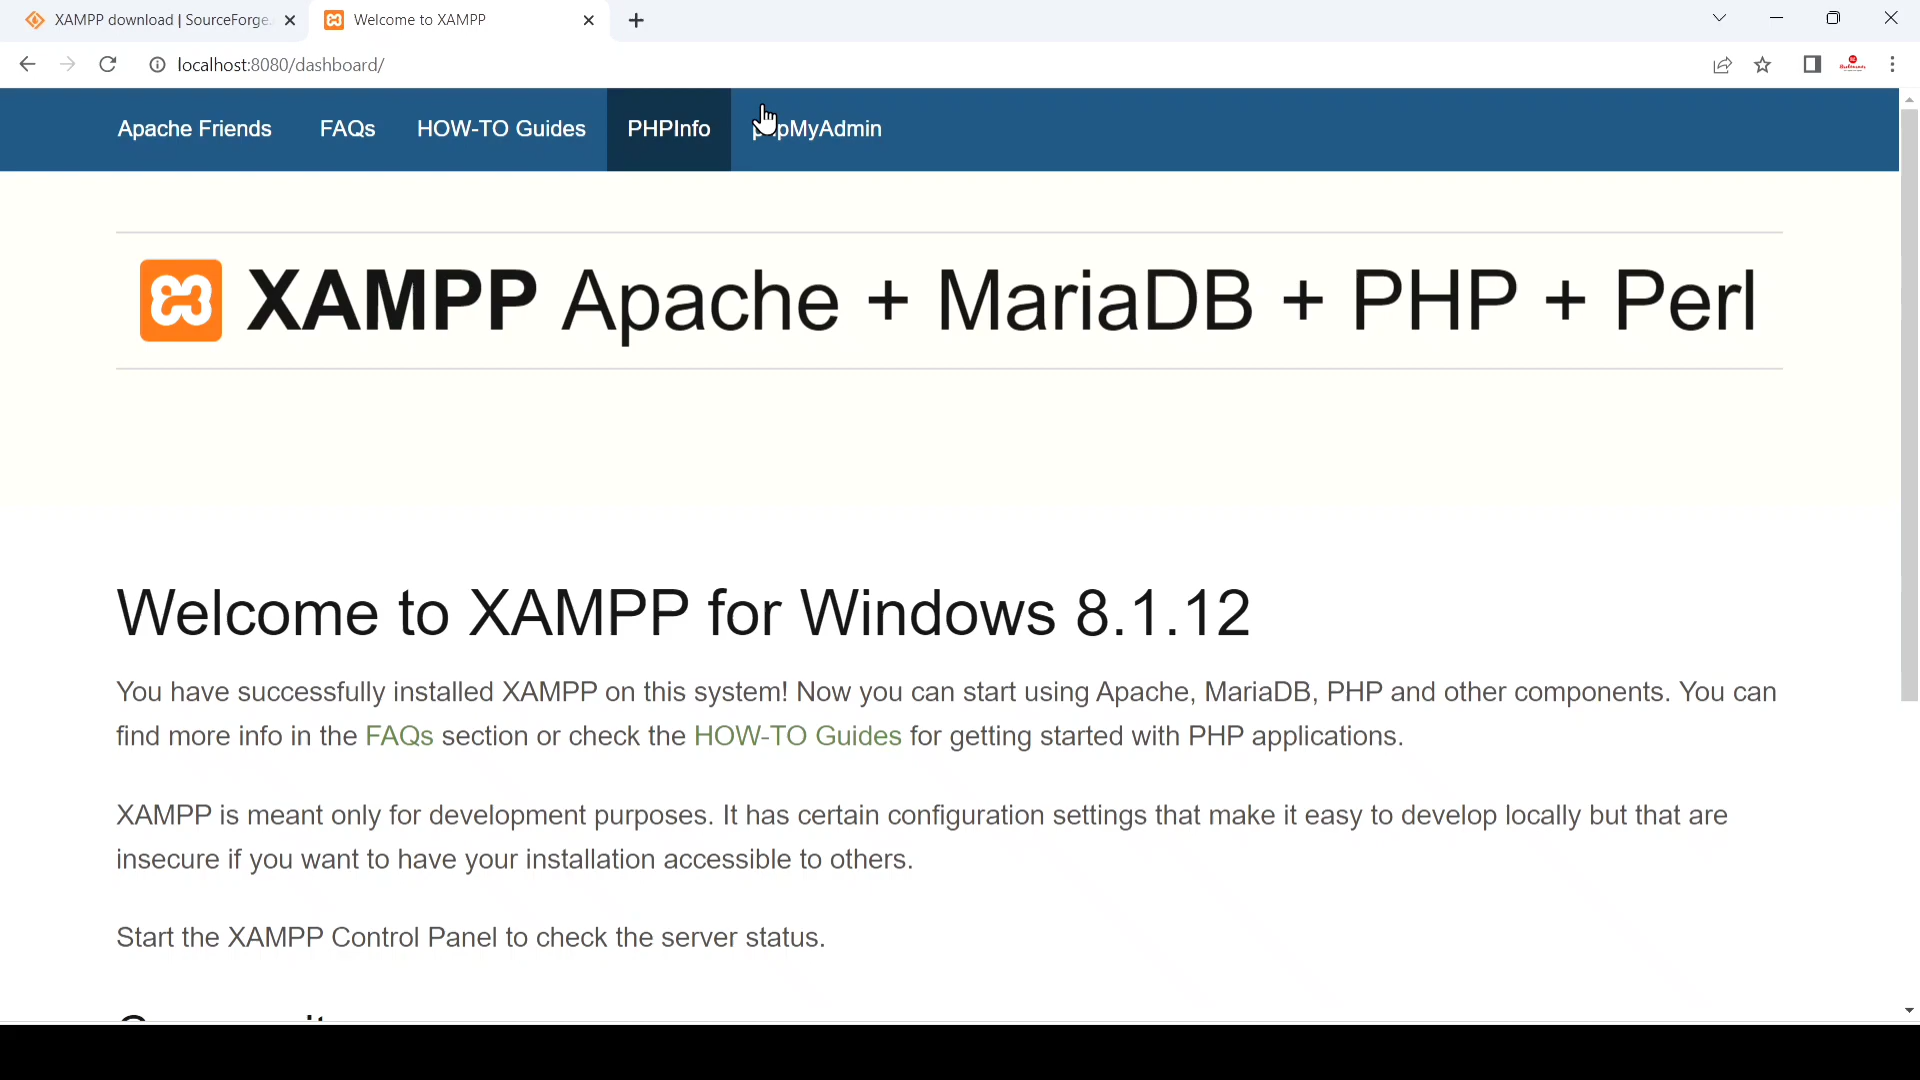 XAMPP download | SourceForge.
Welcome to XAMPP
localhost:8080/dashboard/
Apache Friends
FAQs
HOW-TO Guides
PHPInfo
phpMyAdmin
XAMPP Apache + MariaDB + PHP + Perl
Welcome to XAMPP for Windows 8.1.12
You have successfully installed XAMPP on this system! Now you can start using Apache, MariaDB, PHP and other components. You can
find more info in the FAQs section or check the HOW-TO Guides for getting started with PHP applications.
XAMPP is meant only for development purposes. It has certain configuration settings that make it easy to develop locally but that are
insecure if you want to have your installation accessible to others.
Start the XAMPP Control Panel to check the server status.